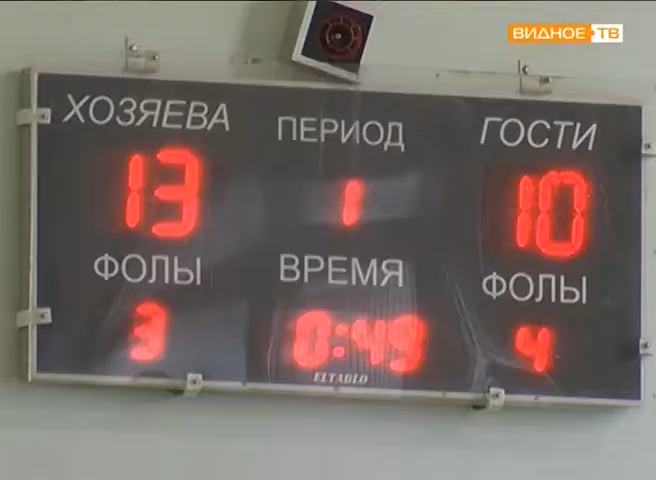 ВИДНОЕ ТВ
ХОЗЯЕВА ПЕРИОД ГОСТИ
13 1 10
ФОЛЫ ВРЕМЯ ФОЛЫ
3 0:49 4
ELTABLO